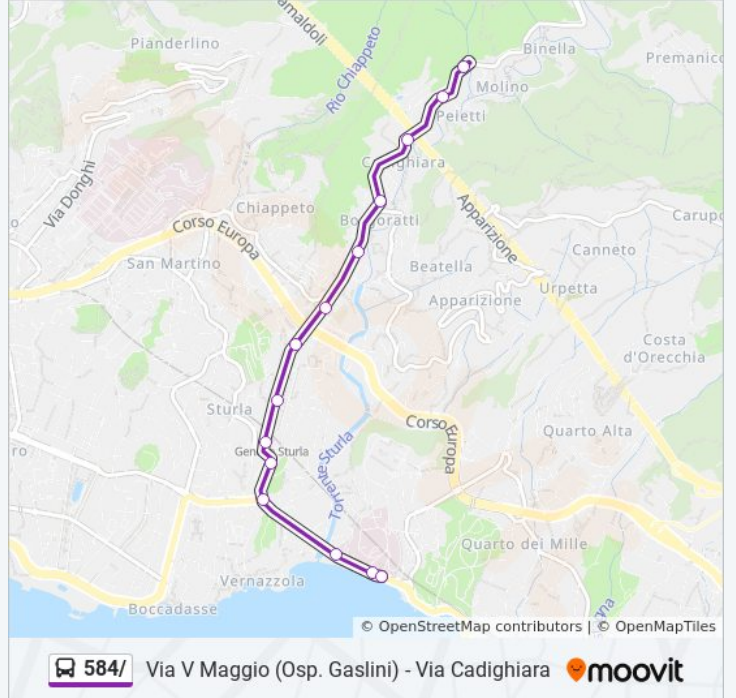 amaldoli
Pianderlino
Binella
Premanico
Rio Chiappeto
Molino
Peietti
Via Donghi
Chiappeto
Apparizione
Carupo
Corso Europa
San Martino
Beatella
Canneto
Urpetta
Apparizione
Costa
d'Orecchia
Sturla
Corso Europa
Quarto Alta
Torrente Sturla
Quarto dei Mille
Vernazzola
Boccadasse
© OpenStreetMap contributors | © OpenMapTiles
584/ Via V Maggio (Osp. Gaslini) - Via Cadighiara moovit